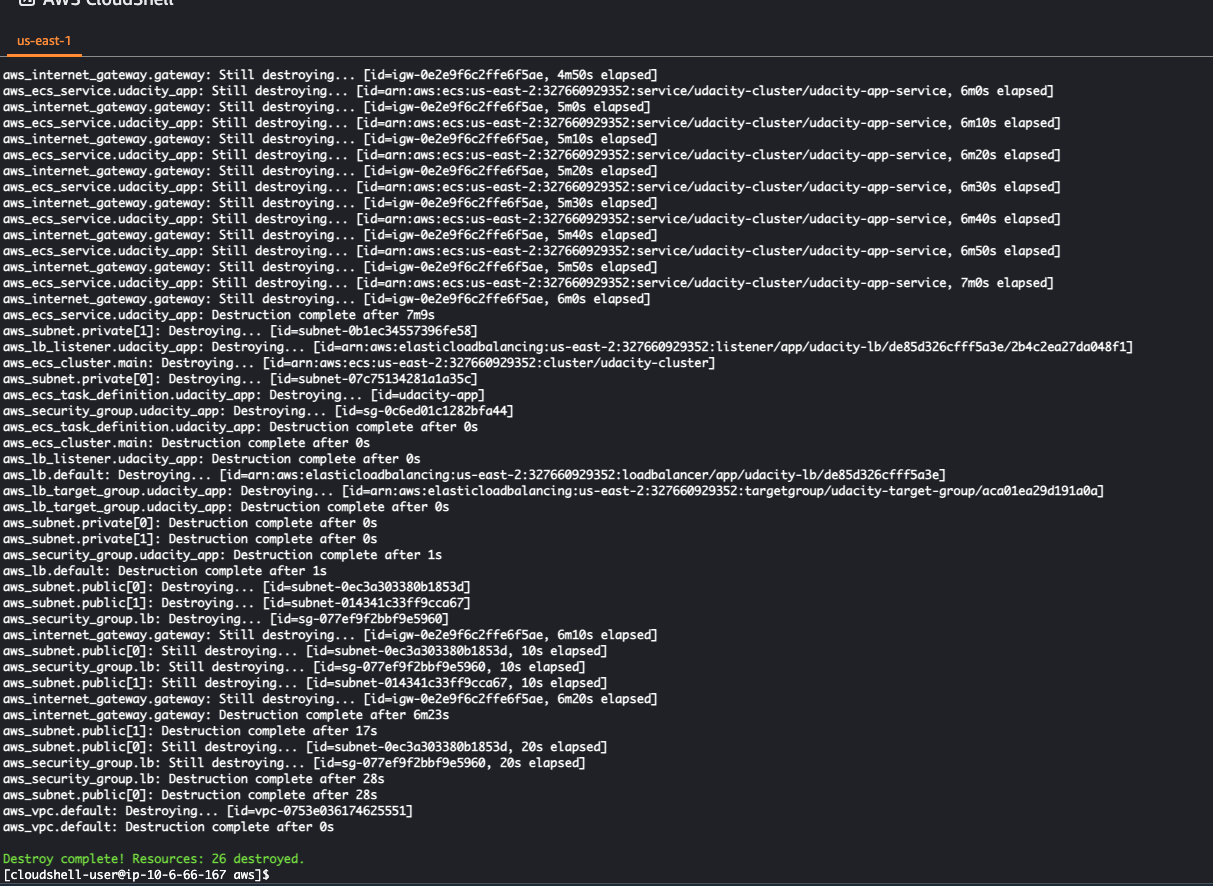 AWS CloudShell
us-east-1
aws_internet_gateway.gateway: Still destroying... [id=igw-0e2e9f6c2ffe6f5ae, 4m50s elapsed]
aws_ecs_service.udacity_app: Still destroying... [id=arn:aws:ecs:us-east-2:327660929352:service/udacity-cluster/udacity-app-service, 6m0s elapsed]
aws_internet_gateway.gateway: Still destroying... [id=igw-0e2e9f6c2ffe6f5ae, 5m0s elapsed]
aws_ecs_service.udacity_app: Still destroying... [id=arn:aws:ecs:us-east-2:327660929352:service/udacity-cluster/udacity-app-service, 6m10s elapsed]
aws_internet_gateway.gateway: Still destroying... [id=igw-0e2e9f6c2ffe6f5ae, 5m10s elapsed]
aws_ecs_service.udacity_app: Still destroying... [id=arn:aws:ecs:us-east-2:327660929352:service/udacity-cluster/udacity-app-service, 6m20s elapsed]
aws_internet_gateway.gateway: Still destroying... [id=igw-0e2e9f6c2ffe6f5ae, 5m20s elapsed]
aws_ecs_service.udacity_app: Still destroying... [id=arn:aws:ecs:us-east-2:327660929352:service/udacity-cluster/udacity-app-service, 6m30s elapsed]
aws_internet_gateway.gateway: Still destroying... [id=igw-0e2e9f6c2ffe6f5ae, 5m30s elapsed]
aws_ecs_service.udacity_app: Still destroying... [id=arn:aws:ecs:us-east-2:327660929352:service/udacity-cluster/udacity-app-service, 6m40s elapsed]
aws_internet_gateway.gateway: Still destroying... [id=igw-0e2e9f6c2ffe6f5ae, 5m40s elapsed]
aws_ecs_service.udacity_app: Still destroying... [id=arn:aws:ecs:us-east-2:327660929352:service/udacity-cluster/udacity-app-service, 6m50s elapsed]
aws_internet_gateway.gateway: Still destroying... [id=igw-0e2e9f6c2ffe6f5ae, 5m50s elapsed]
aws_ecs_service.udacity_app: Still destroying... [id=arn:aws:ecs:us-east-2:327660929352:service/udacity-cluster/udacity-app-service, 7m0s elapsed]
aws_internet_gateway.gateway: Still destroying... [id=igw-0e2e9f6c2ffe6f5ae, 6m0s elapsed]
aws_ecs_service.udacity_app: Destruction complete after 7m9s
aws_subnet.private[1]: Destroying... [id=subnet-0b1ec34557396fe58]
aws_lb_listener.udacity_app: Destroying... [id=arn:aws:elasticloadbalancing:us-east-2:327660929352:listener/app/udacity-lb/de85d326cfff5a3e/2b4c2ea27da048f1]
aws_ecs_cluster.main: Destroying... [id=arn:aws:ecs:us-east-2:327660929352:cluster/udacity-cluster]
aws_subnet.private[0]: Destroying... [id=subnet-07c75134281a1a35c]
aws_ecs_task_definition.udacity_app: Destroying... [id=udacity-app]
aws_security_group.udacity_app: Destroying... [id=sg-0c6ed01c1282bfa44]
aws_ecs_task_definition.udacity_app: Destruction complete after 0s
aws_ecs_cluster.main: Destruction complete after 0s
aws_lb_listener.udacity_app: Destruction complete after 0s
aws_lb.default: Destroying... [id=arn:aws:elasticloadbalancing:us-east-2:327660929352:loadbalancer/app/udacity-lb/de85d326cfff5a3e]
aws_lb_target_group.udacity_app: Destroying... [id=arn:aws:elasticloadbalancing:us-east-2:327660929352:targetgroup/udacity-target-group/aca01ea29d191a0a]
aws_lb_target_group.udacity_app: Destruction complete after 0s
aws_subnet.private[0]: Destruction complete after 0s
aws_subnet.private[1]: Destruction complete after 0s
aws_security_group.udacity_app: Destruction complete after 1s
aws_lb.default: Destruction complete after 1s
aws_subnet.public[0]: Destroying... [id=subnet-0ec3a303380b1853d]
aws_subnet.public[1]: Destroying... [id=subnet-014341c33ff9cca67]
aws_security_group.lb: Destroying... [id=sg-077ef9f2bbf9e5960]
aws_internet_gateway.gateway: Still destroying... [id=igw-0e2e9f6c2ffe6f5ae, 6m10s elapsed]
aws_subnet.public[0]: Still destroying... [id=subnet-0ec3a303380b1853d, 10s elapsed]
aws_security_group.lb: Still destroying... [id=sg-077ef9f2bbf9e5960, 10s elapsed]
aws_subnet.public[1]: Still destroying... [id=subnet-014341c33ff9cca67, 10s elapsed]
aws_internet_gateway.gateway: Still destroying... [id=igw-0e2e9f6c2ffe6f5ae, 6m20s elapsed]
aws_internet_gateway.gateway: Destruction complete after 6m23s
aws_subnet.public[1]: Destruction complete after 17s
aws_subnet.public[0]: Still destroying... [id=subnet-0ec3a303380b1853d, 20s elapsed]
aws_security_group.lb: Still destroying... [id=sg-077ef9f2bbf9e5960, 20s elapsed]
aws_security_group.lb: Destruction complete after 28s
aws_subnet.public[0]: Destruction complete after 28s
aws_vpc.default: Destroying... [id=vpc-0753e036174625551]
aws_vpc.default: Destruction complete after 0s
Destroy complete! Resources: 26 destroyed.
[cloudshell-user@ip-10-6-66-167 aws]$